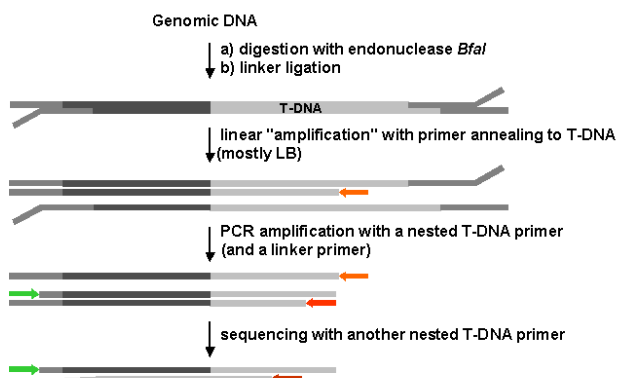 Genomic DNA
a) digestion with endonuclease BfaI
b) linker ligation
T-DNA
linear "amplification" with primer annealing to T-DNA
(mostly LB)
PCR amplification with a nested T-DNA primer
(and a linker primer)
sequencing with another nested T-DNA primer